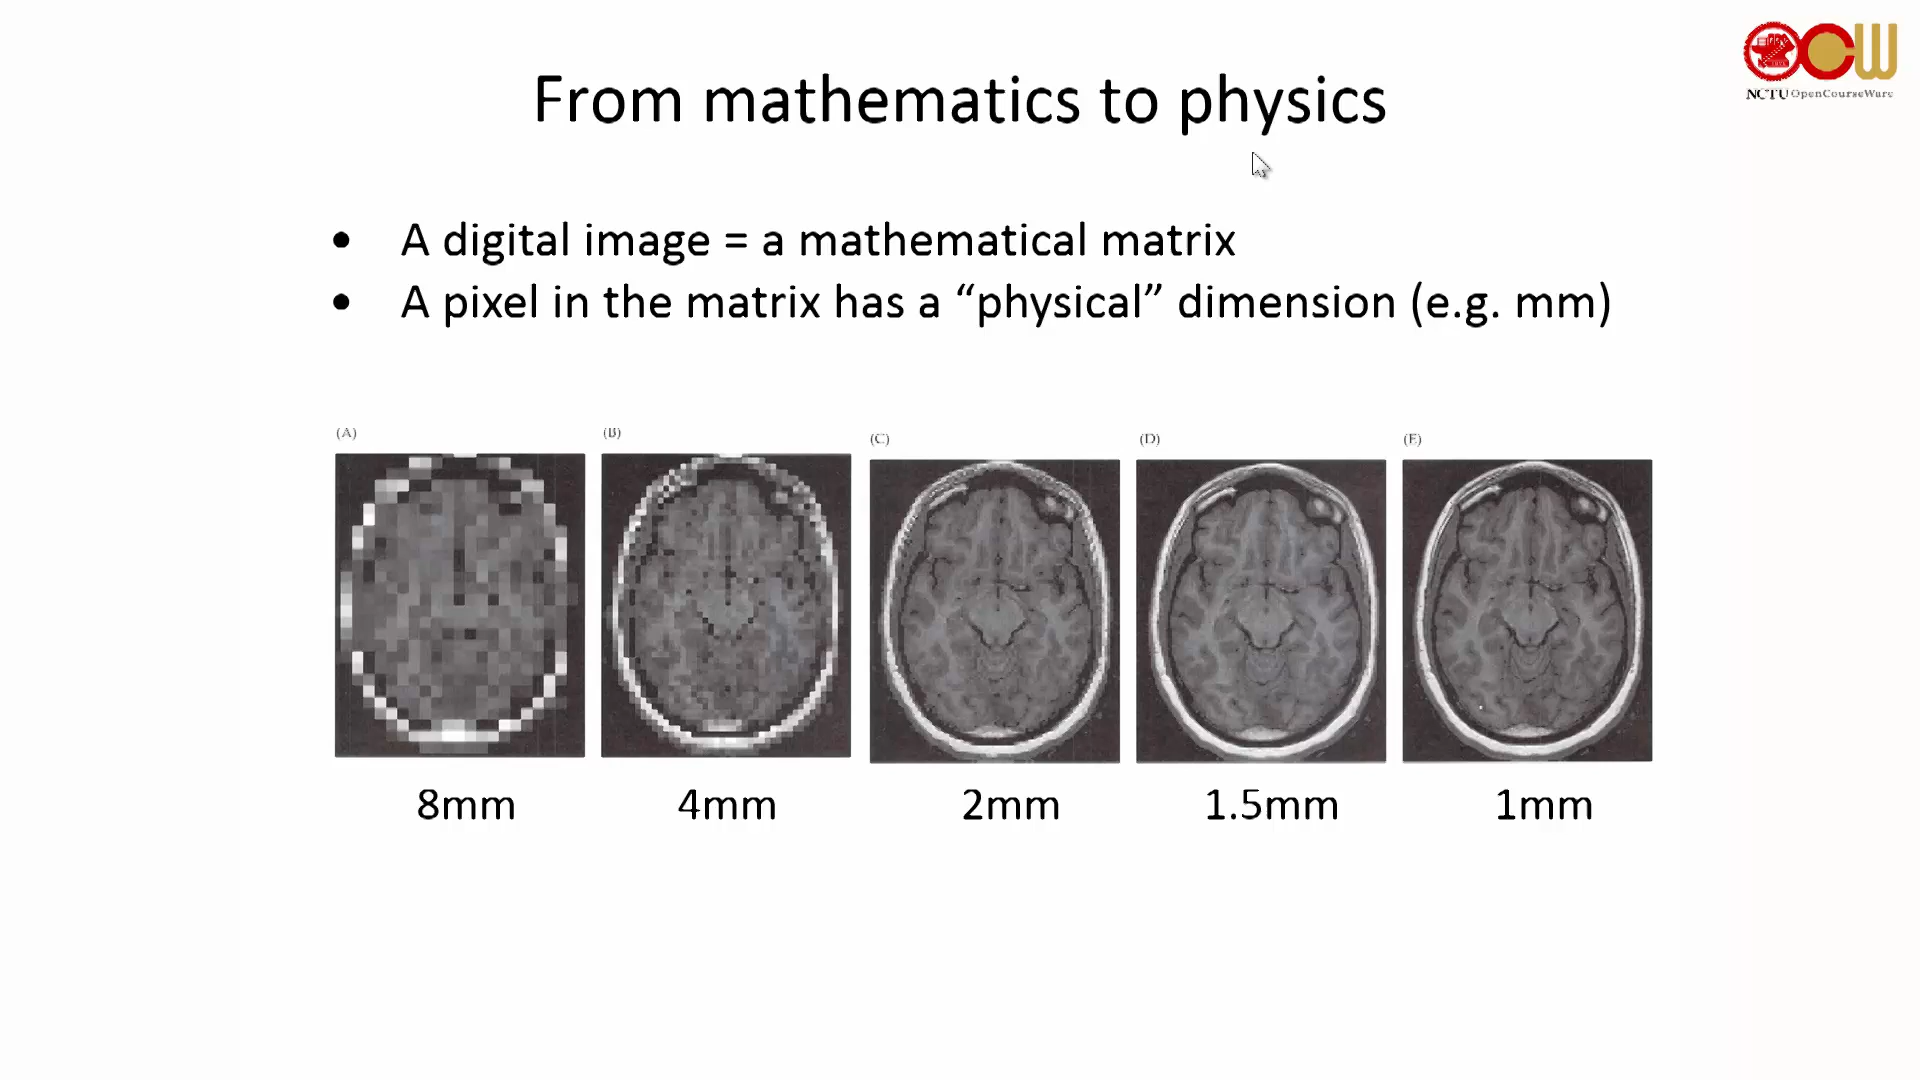 NCTU OpenCourseWare
From mathematics to physics
• A digital image = a mathematical matrix
• A pixel in the matrix has a “physical” dimension (e.g. mm)
(A) (B) (C) (D) (E)
8mm 4mm 2mm 1.5mm 1mm